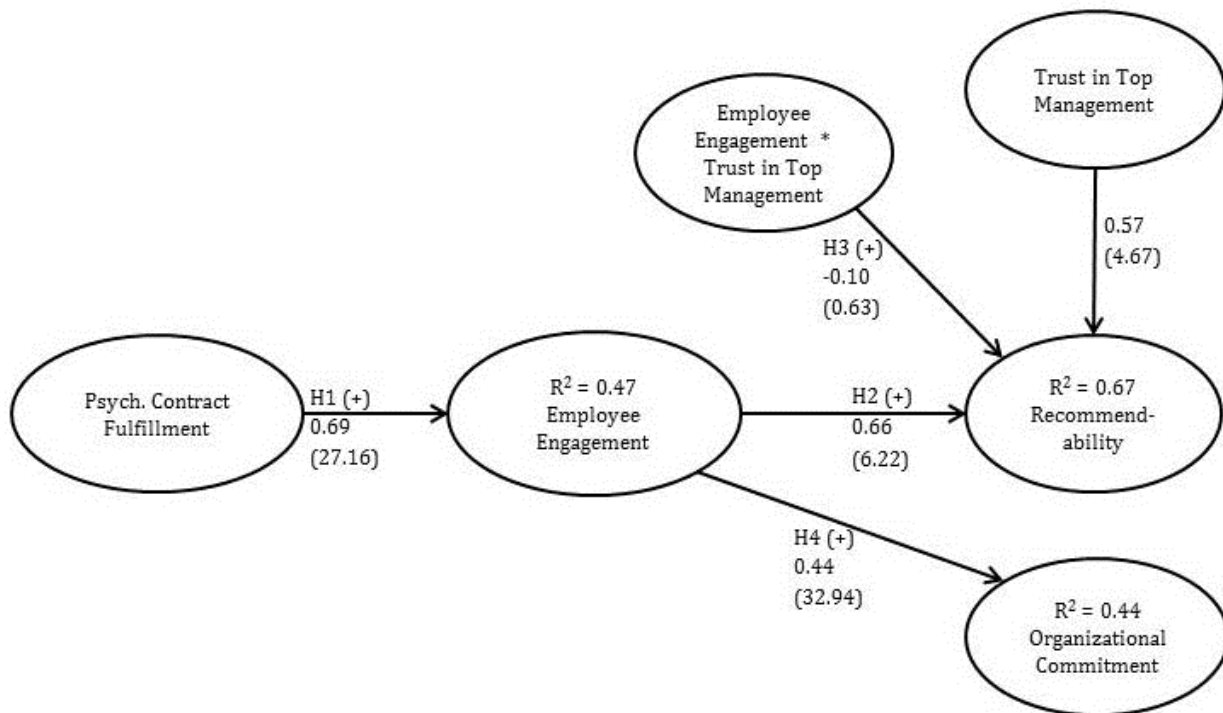 Trust in Top
Management
Employee
Engagement *
Trust in Top
Management
H3 (+)
-0.10
(0.63)
0.57
(4.67)
Psych. Contract
Fulfillment
H1 (+)
0.69
(27.16)
R² = 0.47
Employee
Engagement
H2 (+)
0.66
(6.22)
R² = 0.67
Recommend-
ability
H4 (+)
0.44
(32.94)
R² = 0.44
Organizational
Commitment